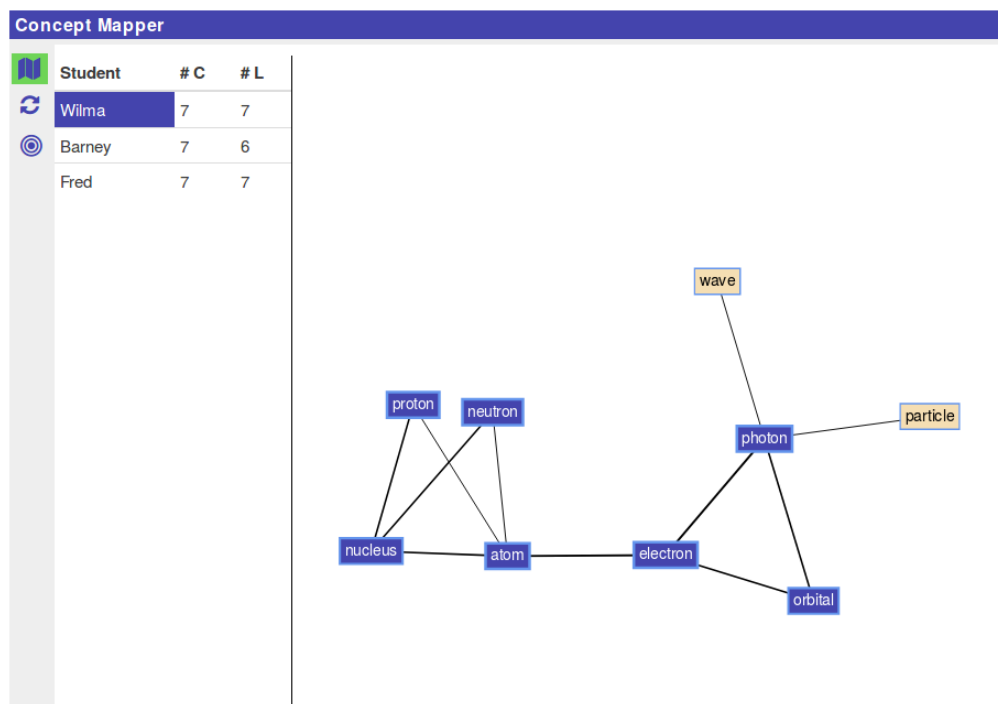 Concept Mapper
Student # C # L
Wilma 7 7
Barney 7 6
Fred 7 7
wave
proton
neutron
particle
photon
nucleus
atom
electron
orbital